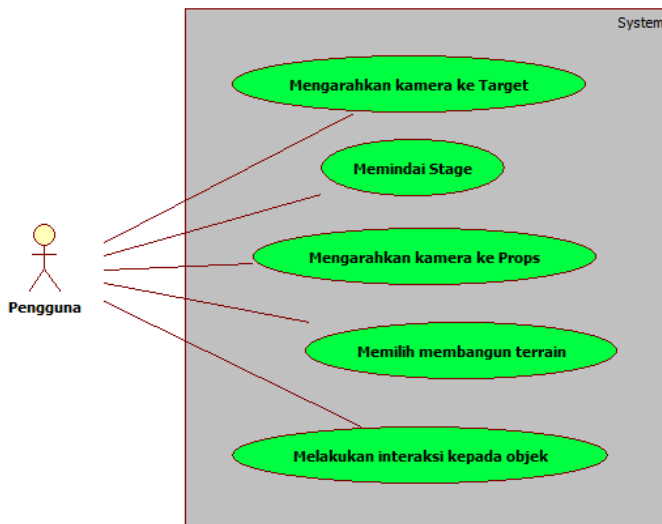 System
Mengarahkan kamera ke Target
Memindai Stage
Mengarahkan kamera ke Props
Pengguna
Memilih membangun terrain
Melakukan interaksi kepada objek